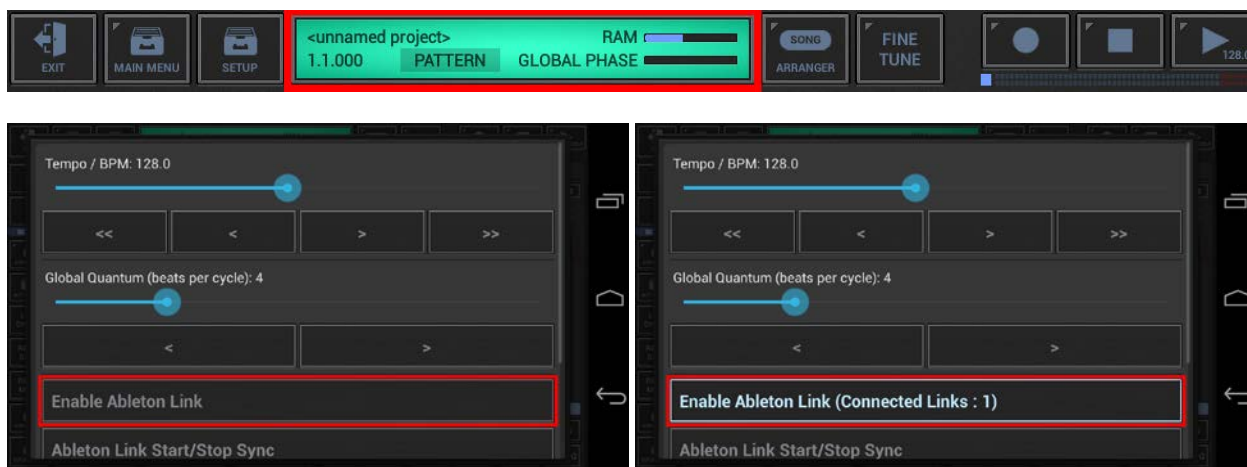 <unnamed project> RAM
1.1.000 PATTERN GLOBAL PHASE
EXIT
MAIN MENU
SETUP
SONG
ARRANGER
FINE
TUNE
128.0
Tempo / BPM: 128.0
<< < > >>
Global Quantum (beats per cycle): 4
< >
Enable Ableton Link
Ableton Link Start/Stop Sync
Tempo / BPM: 128.0
<< < > >>
Global Quantum (beats per cycle): 4
< >
Enable Ableton Link (Connected Links : 1)
Ableton Link Start/Stop Sync